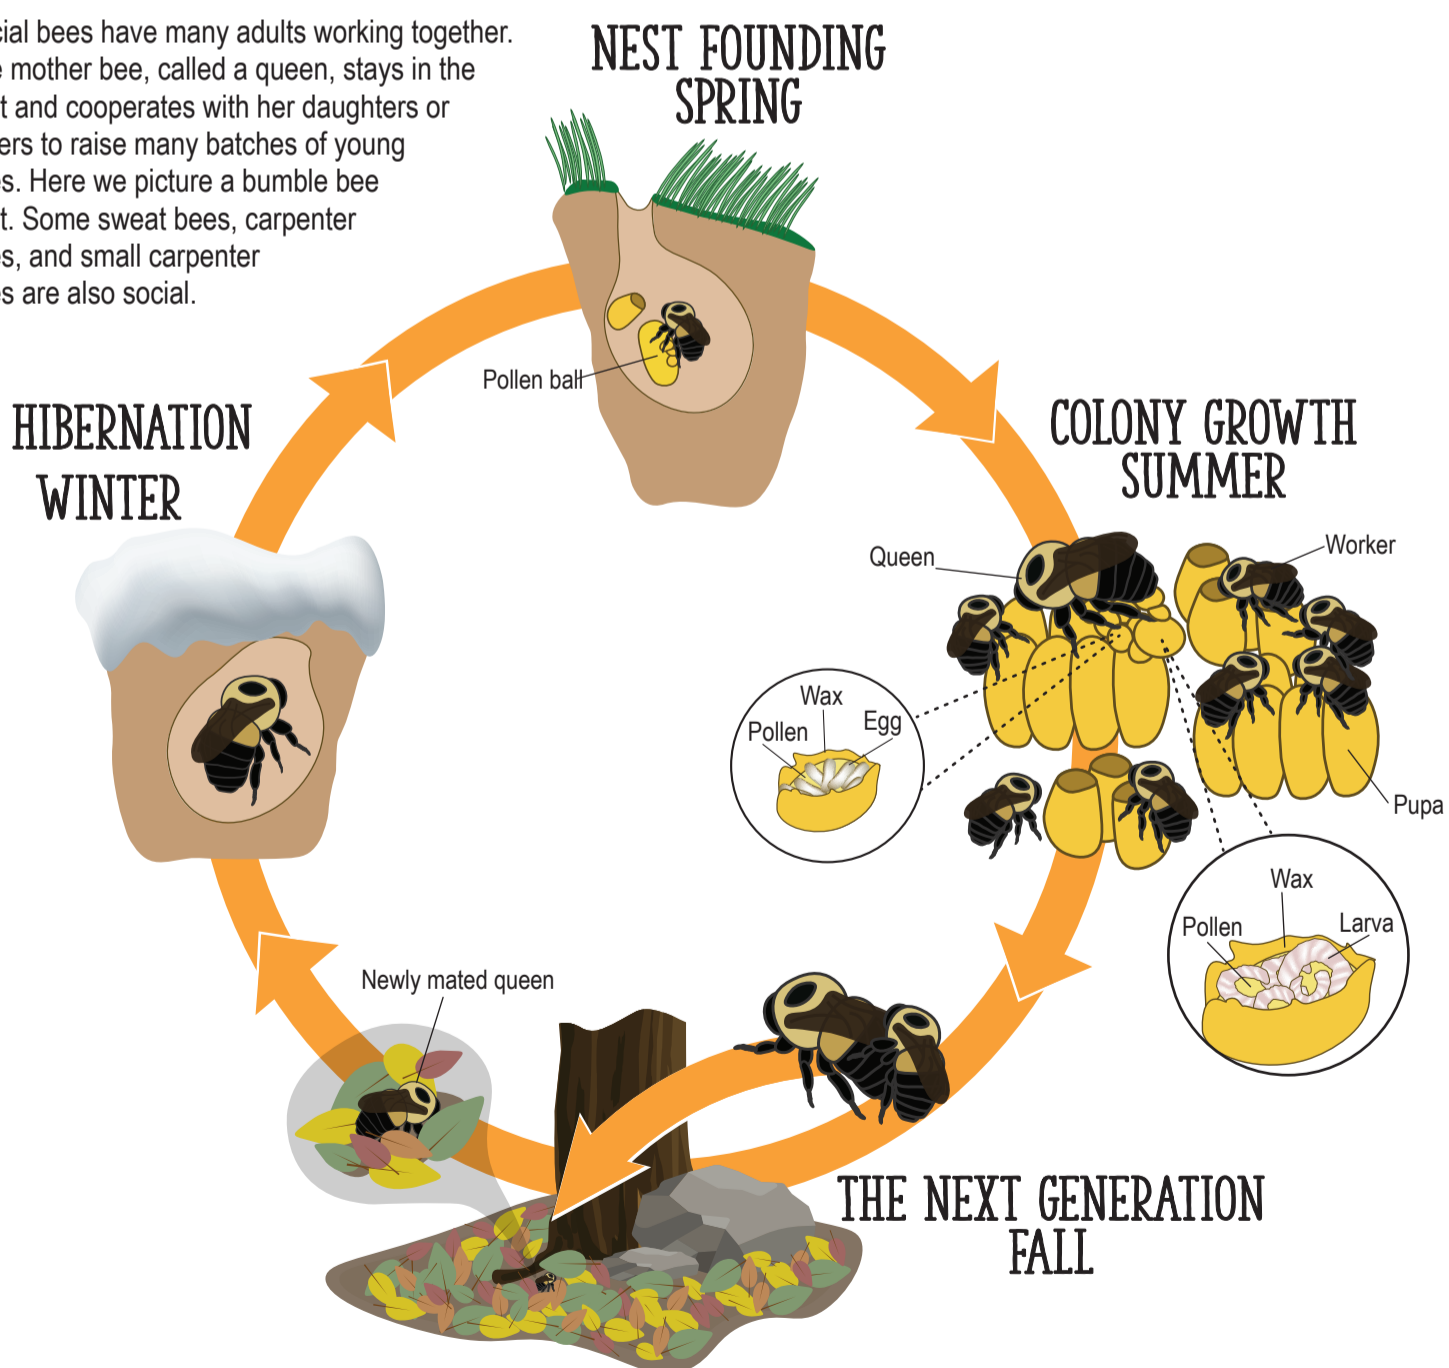 cial bees have many adults working together.
e mother bee, called a queen, stays in the
t and cooperates with her daughters or
ers to raise many batches of young
es. Here we picture a bumble bee
t. Some sweat bees, carpenter
es, and small carpenter
es are also social.
NEST FOUNDING
SPRING
Pollen ball
HIBERNATION
WINTER
COLONY GROWTH
SUMMER
Queen
Worker
Wax
Pollen
Egg
Pupa
Wax
Pollen
Larva
Newly mated queen
THE NEXT GENERATION
FALL